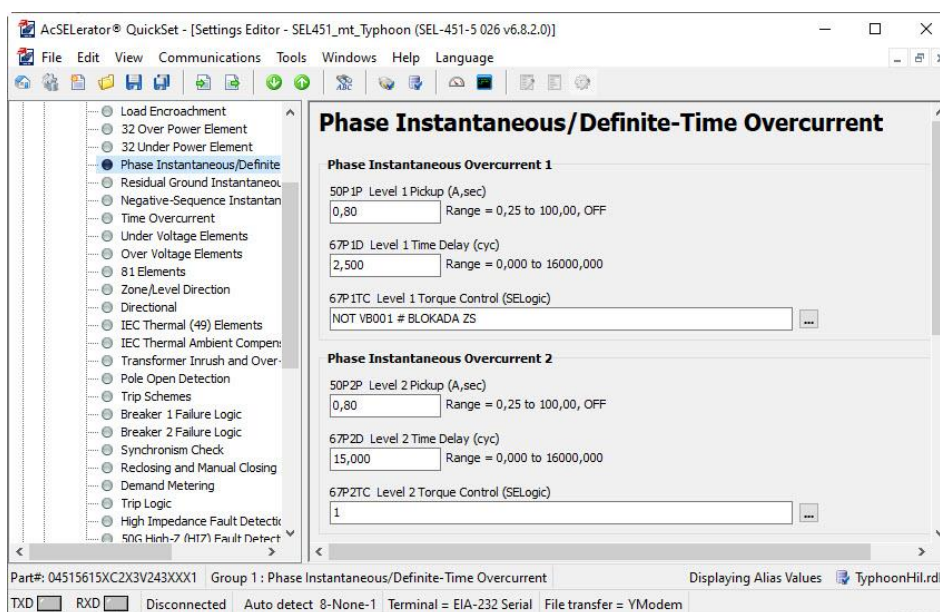 AcSELerator® QuickSet - [Settings Editor - SEL451_mt_Typhoon (SEL-451-5 026 v6.8.2.0)]
File Edit View Communications Tools Windows Help Language
Load Encroachment
32 Over Power Element
32 Under Power Element
Phase Instantaneous/Definite
Residual Ground Instantaneou
Negative-Sequence Instantan
Time Overcurrent
Under Voltage Elements
Over Voltage Elements
81 Elements
Zone/Level Direction
Directional
IEC Thermal (49) Elements
IEC Thermal Ambient Compens
Transformer Inrush and Over-
Pole Open Detection
Trip Schemes
Breaker 1 Failure Logic
Breaker 2 Failure Logic
Synchronism Check
Reclosing and Manual Closing
Demand Metering
Trip Logic
High Impedance Fault Detectic
50G High-Z (HIZ) Fault Detect
Phase Instantaneous/Definite-Time Overcurrent
Phase Instantaneous Overcurrent 1
50P1P Level 1 Pickup (A,sec)
0,80 Range = 0,25 to 100,00, OFF
67P1D Level 1 Time Delay (cyc)
2,500 Range = 0,000 to 16000,000
67P1TC Level 1 Torque Control (SELogic)
NOT VB001 # BLOKADA ZS ...
Phase Instantaneous Overcurrent 2
50P2P Level 2 Pickup (A,sec)
0,80 Range = 0,25 to 100,00, OFF
67P2D Level 2 Time Delay (cyc)
15,000 Range = 0,000 to 16000,000
67P2TC Level 2 Torque Control (SELogic)
1 ...
Part#: 04515615XC2X3V243XXX1 Group 1 : Phase Instantaneous/Definite-Time Overcurrent Displaying Alias Values TyphoonHil.rd
TXD RXD Disconnected Auto detect 8-None-1 Terminal = EIA-232 Serial File transfer = YModem